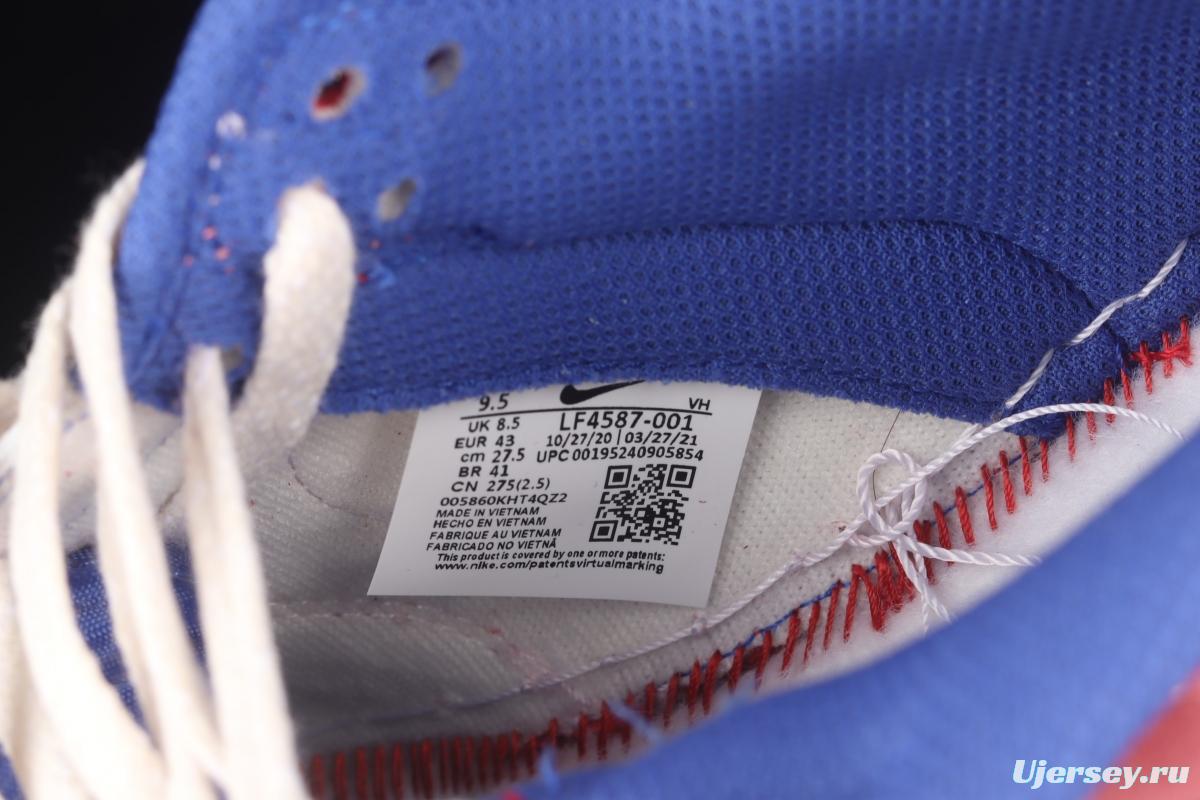 9.5 VH
UK 8.5 LF4587-001
EUR 43 10/27/20 | 03/27/21
cm 27.5 UPC 00195240905854
BR 41
CN 275(2.5)
005860KHT4QZ2
MADE IN VIETNAM
HECHO EN VIETNAM
FABRIQUE AU VIETNAM
FABRICADO NO VIETNÃ
This product is covered by one or more patents:
www.nike.com/patentsvirtualmarking
Ujersey.ru